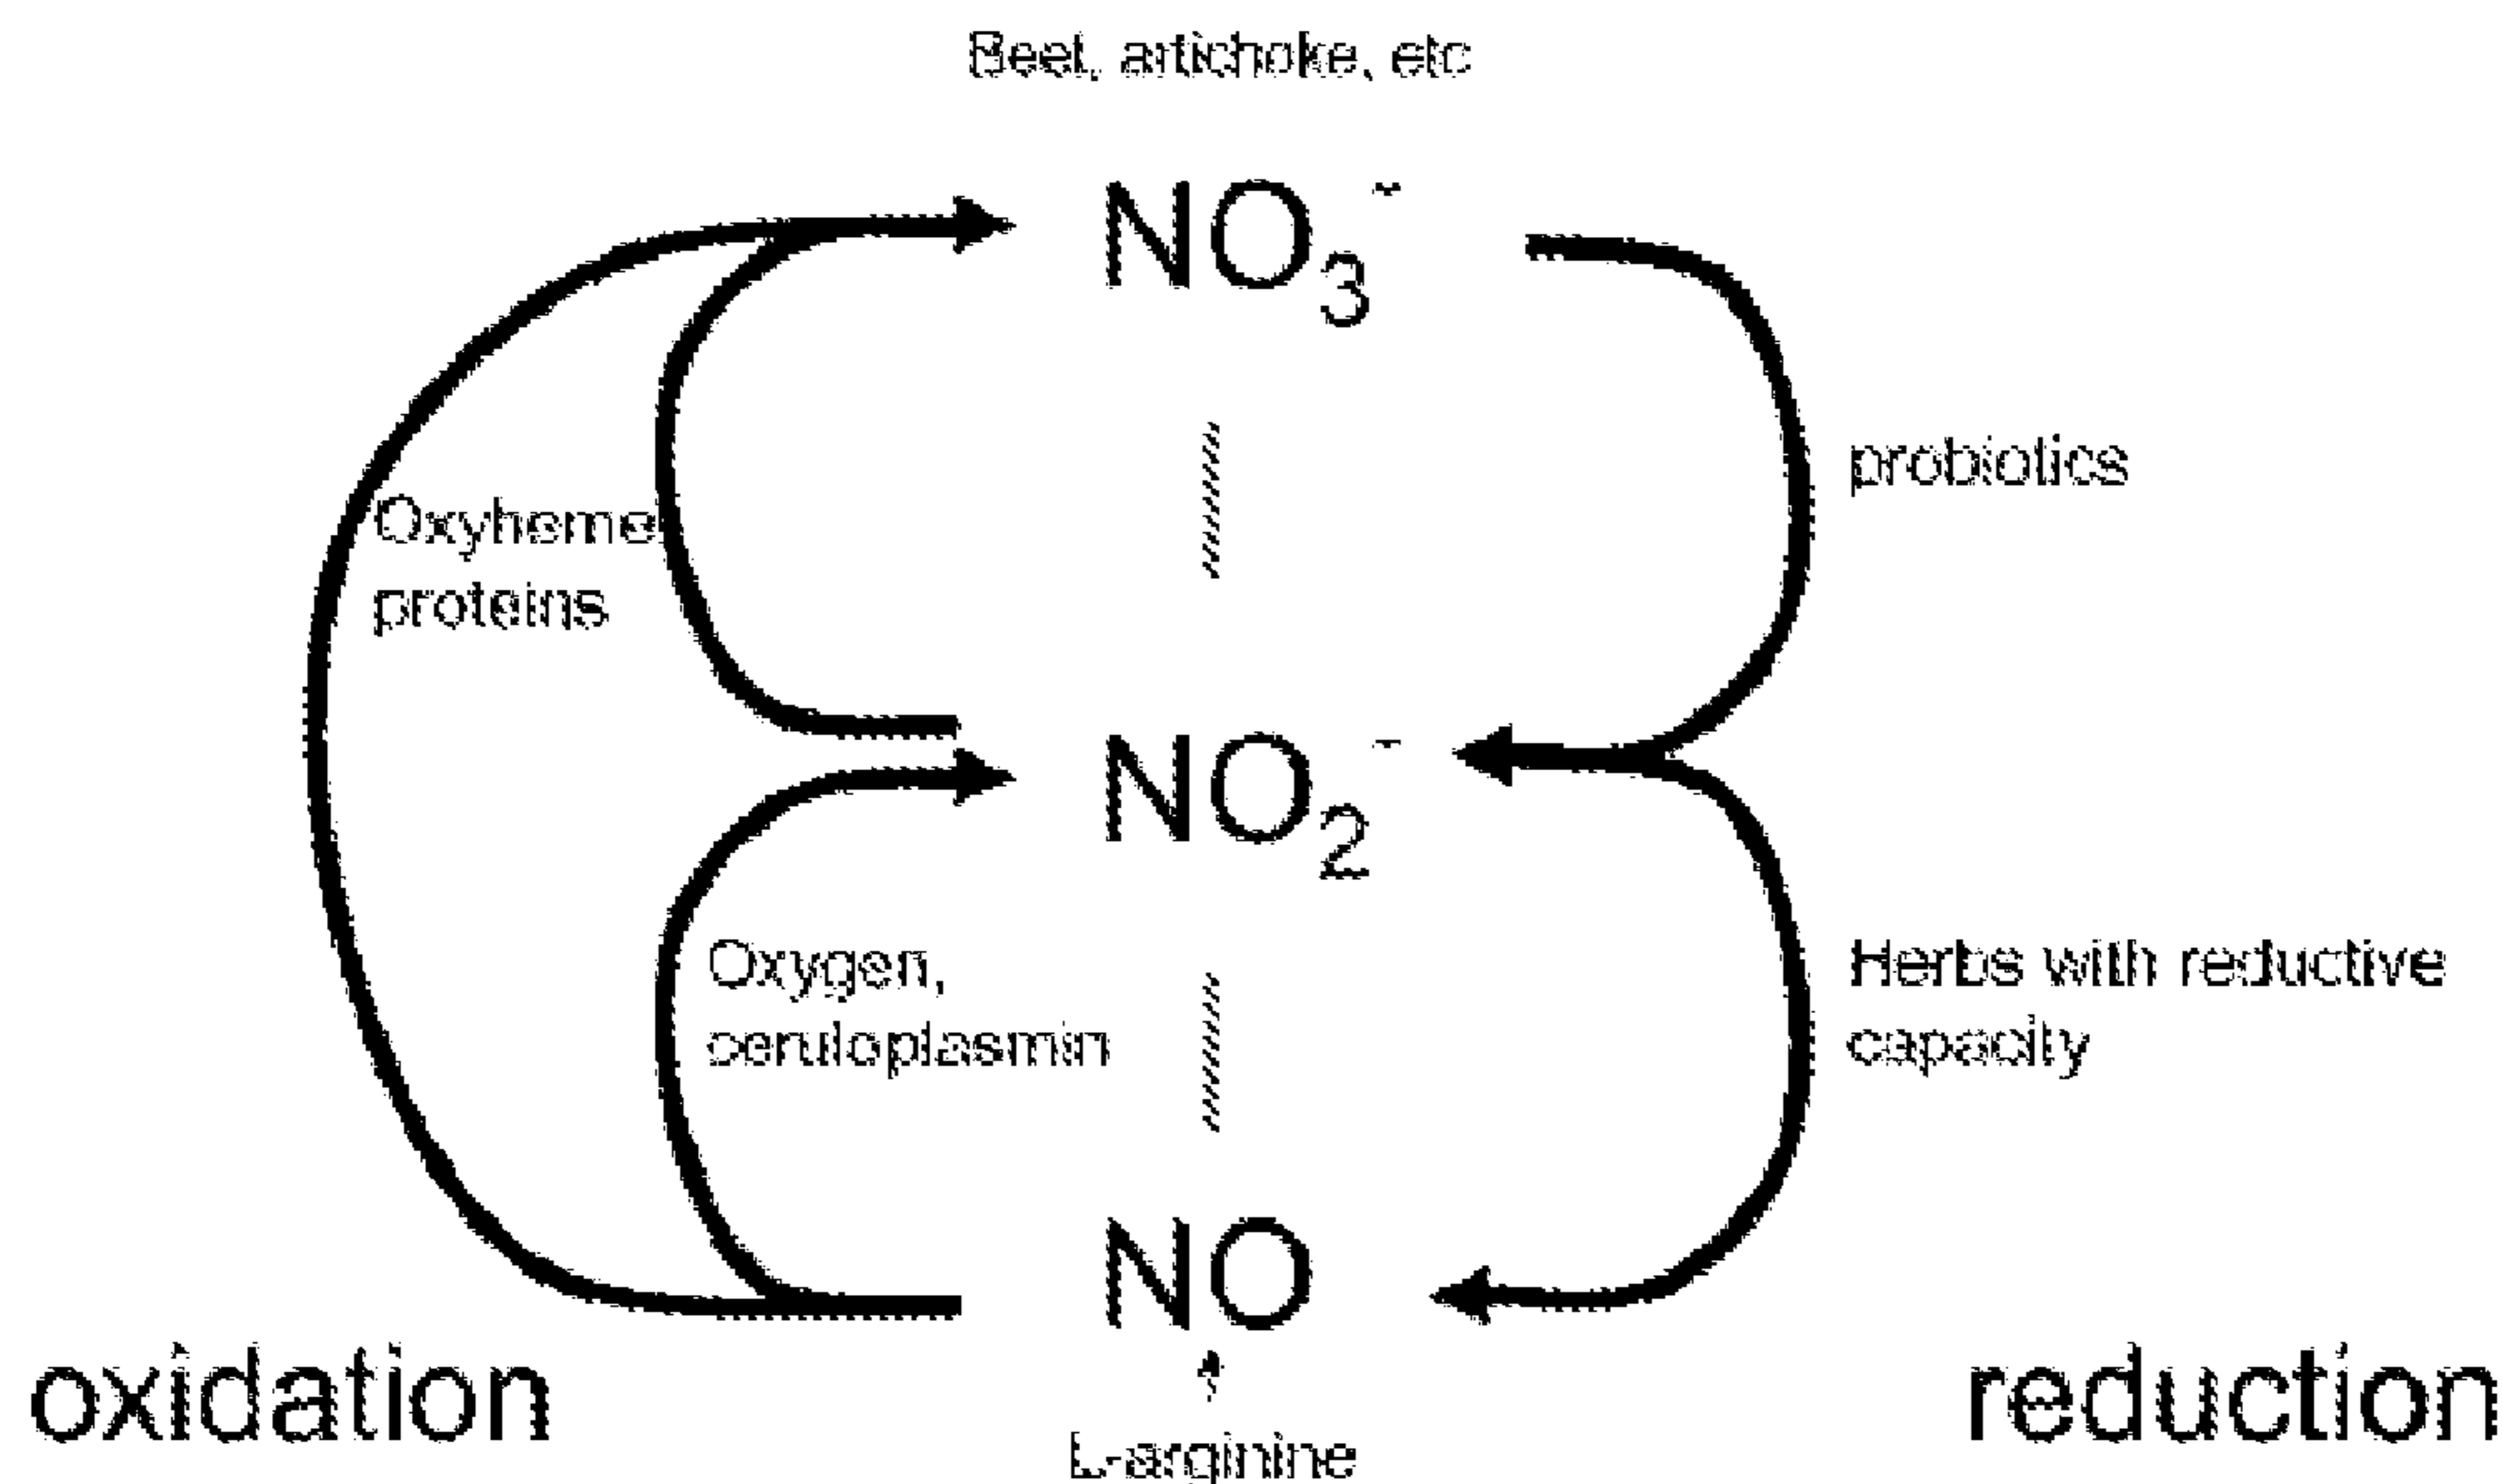 Beet, artichoke, etc
NO3-
probiotics
Oxyheme
proteins
NO2-
Oxygen,
ceruloplasmin
Herbs with reductive
capacity
NO
oxidation
reduction
L-arginine